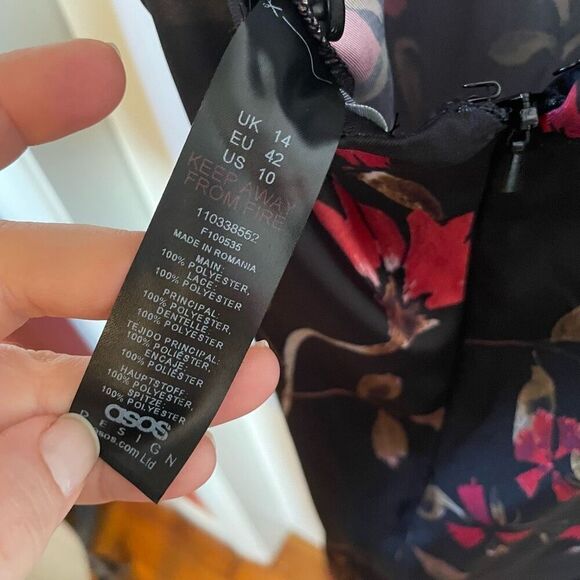 UK 14
EU 42
US 10
KEEP AWAY
FROM FIRE
110338552
F100535
MADE IN ROMANIA
MAIN:
100% POLYESTER,
LACE:
100% POLYESTER
PRINCIPAL:
100% POLYESTER,
DENTELLE:
100% POLYESTER
TEJIDO PRINCIPAL:
100% POLIÉSTER,
ENCAJE:
100% POLIÉSTER
HAUPTSTOFF:
100% POLYESTER,
SPITZE:
100% POLYESTER
asos
DESIGN
asos.com Ltd